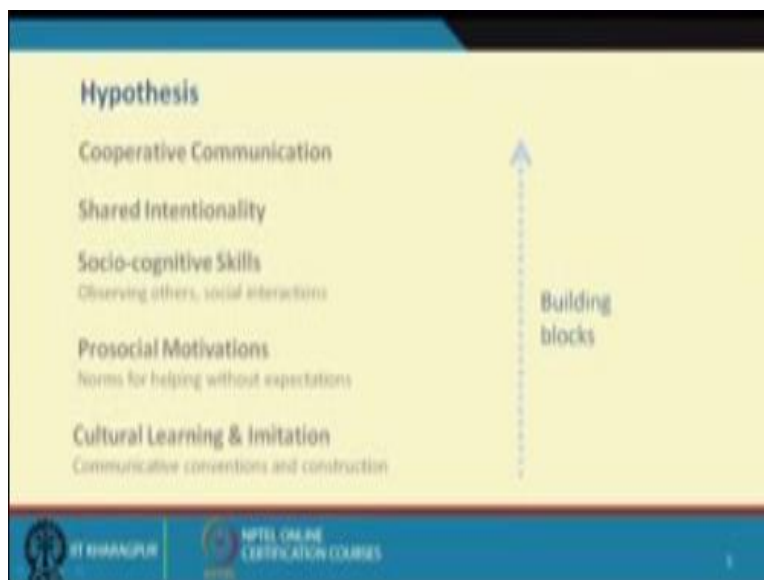 Hypothesis
Cooperative Communication
Shared Intentionality
Socio-cognitive Skills
Observing others, social interactions
Prosocial Motivations
Norms for helping without expectations
Cultural Learning & Imitation
Communicative conventions and construction
Building
blocks
IIT KHARAGPUR
NPTEL ONLINE
CERTIFICATION COURSES